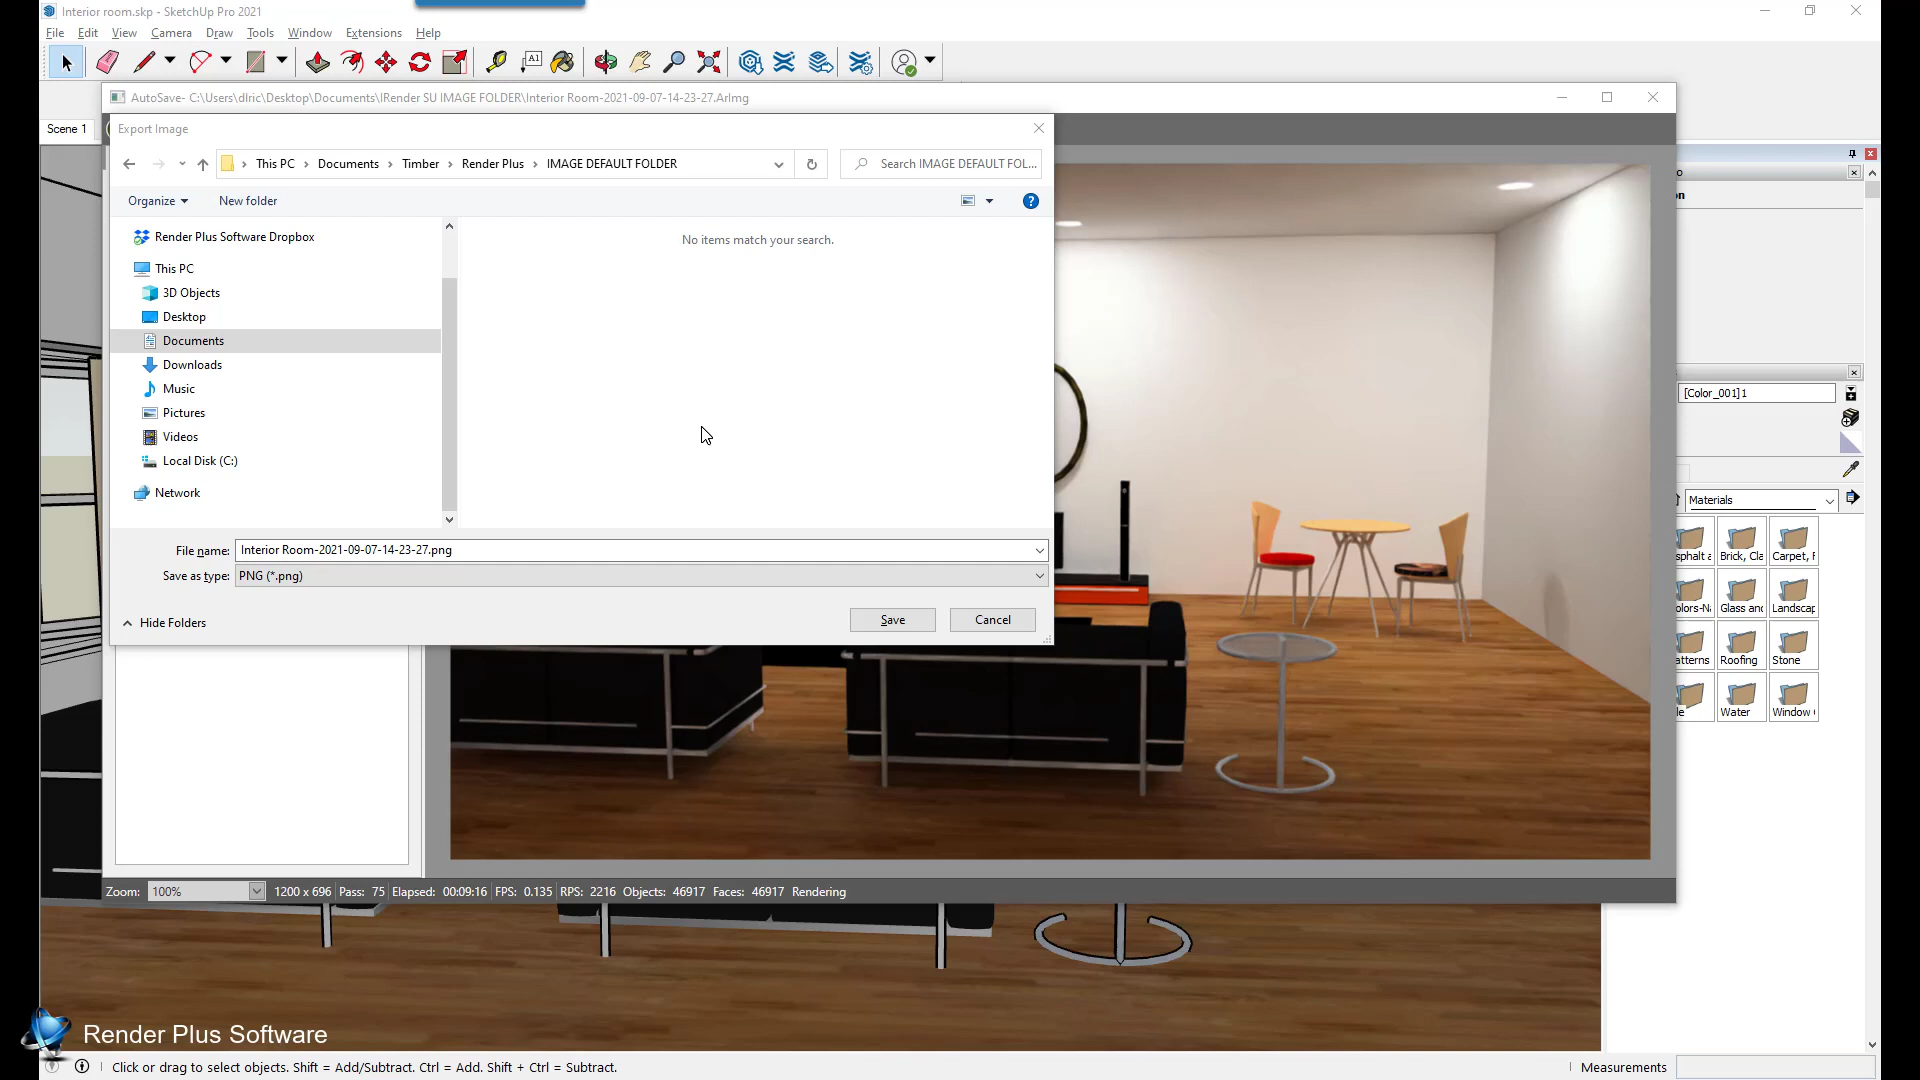 Interior room.skp - SketchUp Pro 2021
File Edit View Camera Draw Tools Window Extensions Help
A1
AutoSave- C:\Users\dlric\Desktop\Documents\IRender SU IMAGE FOLDER\Interior Room-2021-09-07-14-23-27.ArImg
Scene 1
Export Image
This PC > Documents > Timber > Render Plus > IMAGE DEFAULT FOLDER
Search IMAGE DEFAULT FOL...
Organize New folder
?
Render Plus Software Dropbox
No items match your search.
This PC
3D Objects
Desktop
Documents
Downloads
Music
Pictures
Videos
Local Disk (C:)
Network
File name: Interior Room-2021-09-07-14-23-27.png
Save as type: PNG (*.png)
Hide Folders
Save Cancel
[Color_001]1
Materials
sphalt a Brick, Cla Carpet, F
olors-Na Glass and Landscap
atterns Roofing Stone
le Water Window
Zoom: 100% 1200 x 696 Pass: 75 Elapsed: 00:09:16 FPS: 0.135 RPS: 2216 Objects: 46917 Faces: 46917 Rendering
Render Plus Software
Click or drag to select objects. Shift = Add/Subtract. Ctrl = Add. Shift + Ctrl = Subtract.
Measurements